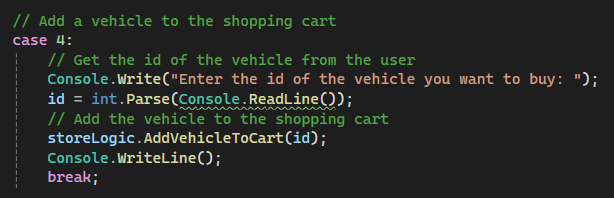 // Add a vehicle to the shopping cart
case 4:
    // Get the id of the vehicle from the user
    Console.Write("Enter the id of the vehicle you want to buy: ");
    id = int.Parse(Console.ReadLine());
    // Add the vehicle to the shopping cart
    storeLogic.AddVehicleToCart(id);
    Console.WriteLine();
    break;